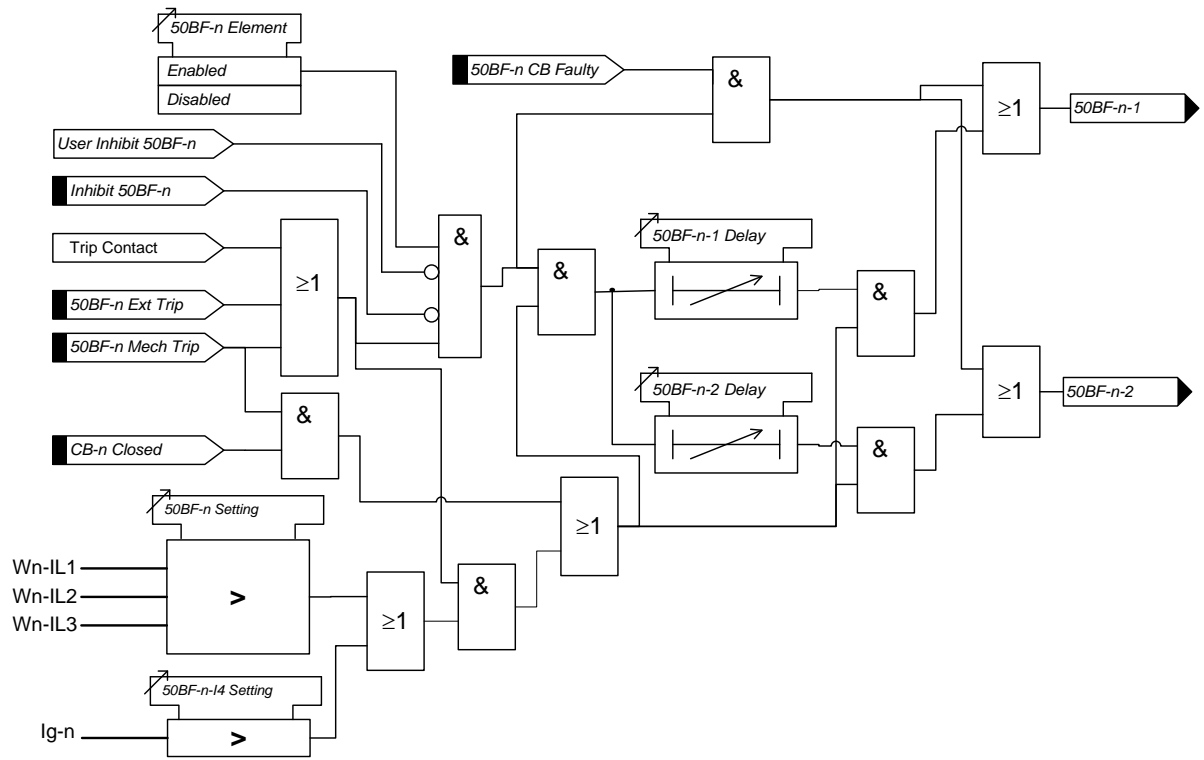 50BF-n Element
Enabled
Disabled
50BF-n CB Faulty
&
≥1
50BF-n-1
User Inhibit 50BF-n
Inhibit 50BF-n
Trip Contact
≥1
&
&
50BF-n-1 Delay
&
50BF-n Ext Trip
50BF-n Mech Trip
50BF-n-2 Delay
≥1
50BF-n-2
&
CB-n Closed
&
50BF-n Setting
≥1
Wn-IL1
Wn-IL2
Wn-IL3
>
≥1
&
50BF-n-I4 Setting
Ig-n
>